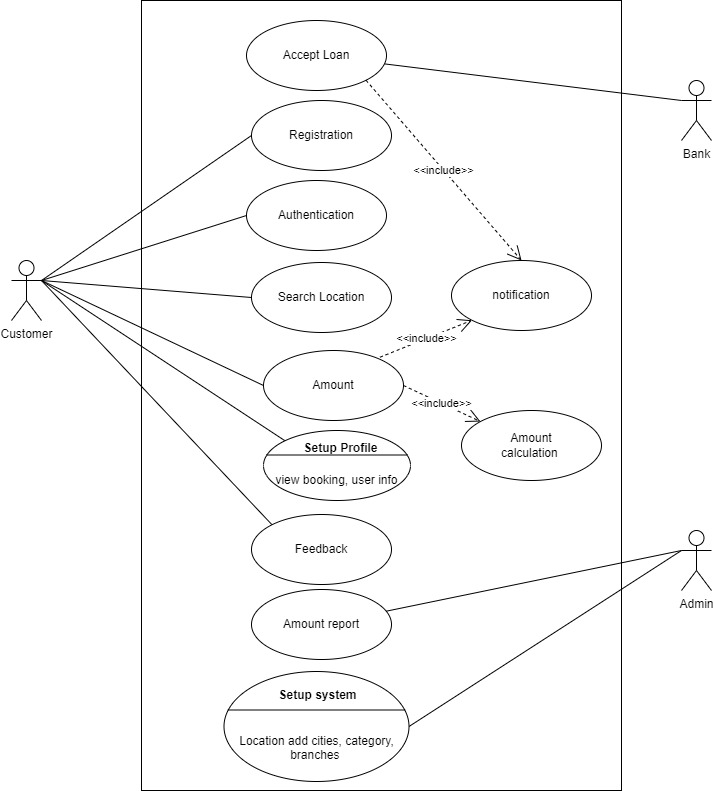 Accept Loan
Bank
Registration
<<include>>
Authentication
Customer
Search Location
notification
<<include>>
Amount
<<include>>
Amount
calculation
Setup Profile
view booking, user info
Feedback
Admin
Amount report
Setup system
Location add cities, category,
branches